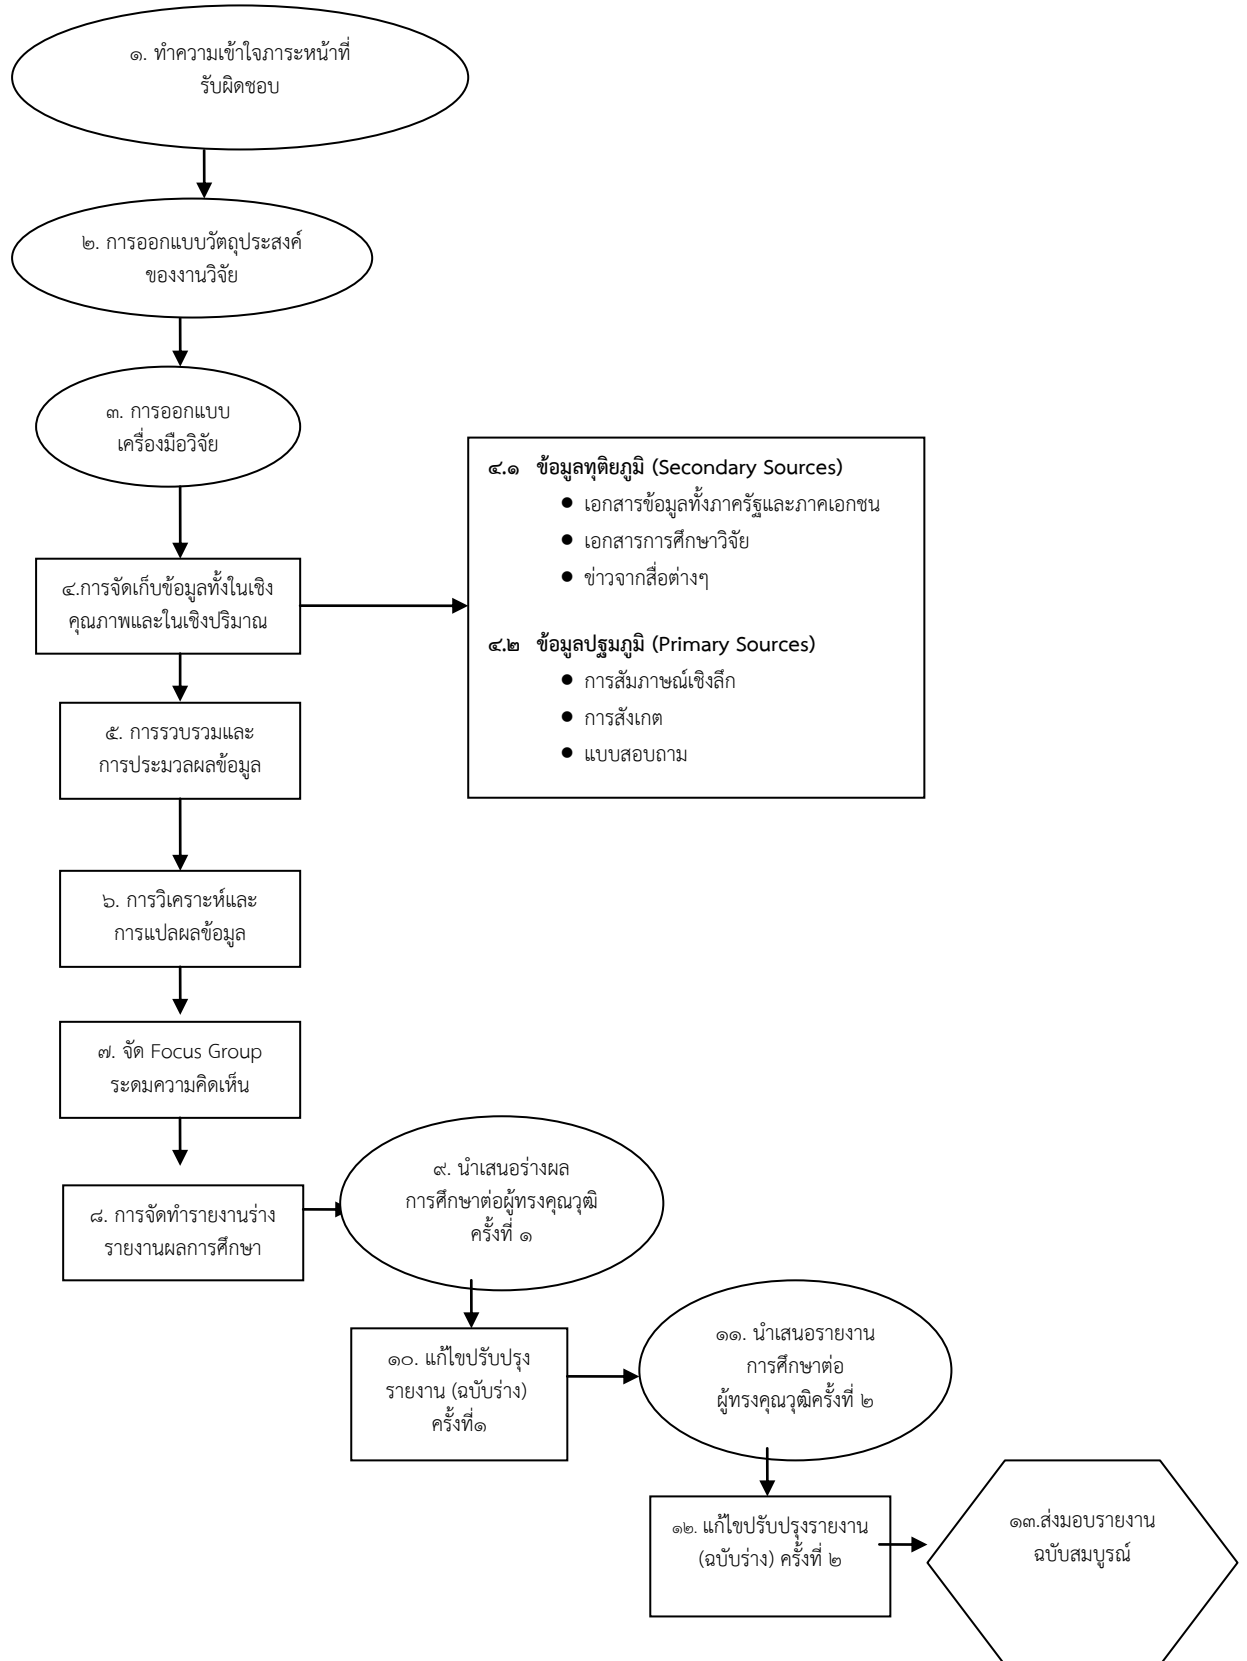 ๑. ทำความเข้าใจภาระหน้าที่
รับผิดชอบ
๒. การออกแบบวัตถุประสงค์
ของงานวิจัย
๓. การออกแบบ
เครื่องมือวิจัย
๔.การจัดเก็บข้อมูลทั้งในเชิง
คุณภาพและในเชิงปริมาณ
๔.๑ ข้อมูลทุติยภูมิ (Secondary Sources)
● เอกสารข้อมูลทั้งภาครัฐและภาคเอกชน
● เอกสารการศึกษาวิจัย
● ข่าวจากสื่อต่างๆ
๔.๒ ข้อมูลปฐมภูมิ (Primary Sources)
● การสัมภาษณ์เชิงลึก
● การสังเกต
● แบบสอบถาม
๕. การรวบรวมและ
การประมวลผลข้อมูล
๖. การวิเคราะห์และ
การแปลผลข้อมูล
๗. จัด Focus Group
ระดมความคิดเห็น
๘. การจัดทำรายงานร่าง
รายงานผลการศึกษา
๙. นำเสนอร่างผล
การศึกษาต่อผู้ทรงคุณวุฒิ
ครั้งที่ ๑
๑๐. แก้ไขปรับปรุง
รายงาน (ฉบับร่าง)
ครั้งที่๑
๑๑. นำเสนอรายงาน
การศึกษาต่อ
ผู้ทรงคุณวุฒิครั้งที่ ๒
๑๒. แก้ไขปรับปรุงรายงาน
(ฉบับร่าง) ครั้งที่ ๒
๑๓.ส่งมอบรายงาน
ฉบับสมบูรณ์